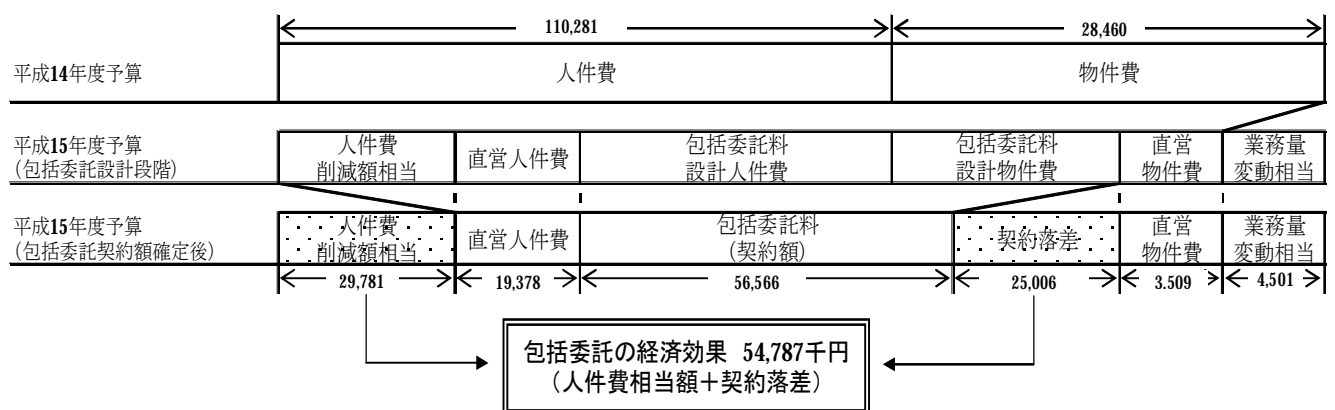 110,281
28,460
平成14年度予算
人件費
物件費
平成15年度予算
(包括委託設計段階)
人件費
削減額相当
直営人件費
包括委託料
設計人件費
包括委託料
設計物件費
直営
物件費
業務量
変動相当
平成15年度予算
(包括委託契約額確定後)
人件費
削減額相当
直営人件費
包括委託料
(契約額)
契約落差
直営
物件費
業務量
変動相当
29,781
19,378
56,566
25,006
3.509
4,501
包括委託の経済効果 54,787千円
（人件費相当額＋契約落差）